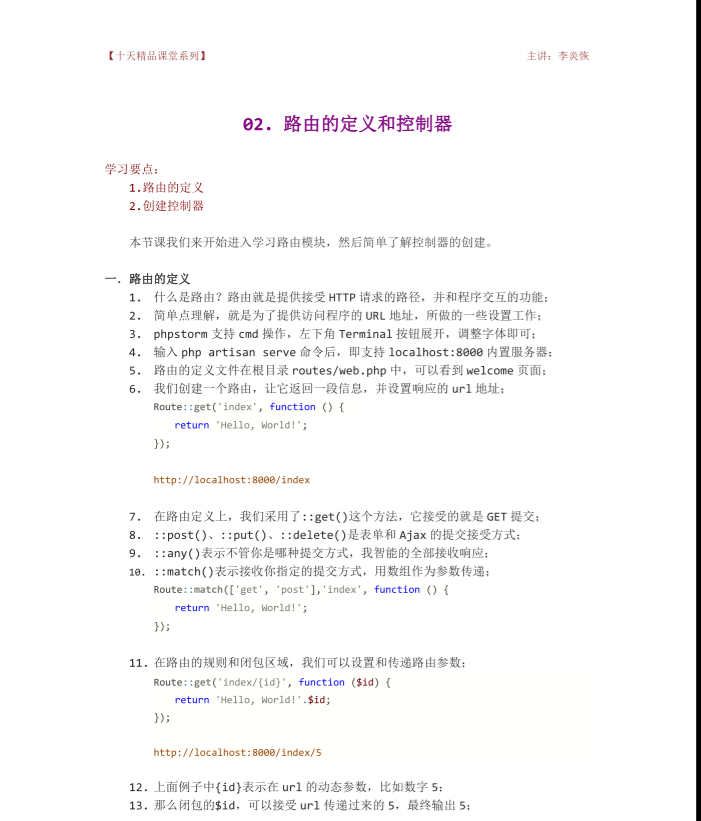 【十天精品课堂系列】 主讲：李炎恢
02. 路由的定义和控制器
学习要点：
1.路由的定义
2.创建控制器
本节课我们来开始进入学习路由模块，然后简单了解控制器的创建。
一. 路由的定义
1. 什么是路由？路由就是提供接受 HTTP 请求的路径，并和程序交互的功能；
2. 简单点理解，就是为了提供访问程序的 URL 地址，所做的一些设置工作；
3. phpstorm 支持 cmd 操作，左下角 Terminal 按钮展开，调整字体即可；
4. 输入 php artisan serve 命令后，即支持 localhost:8000 内置服务器；
5. 路由的定义文件在根目录 routes/web.php 中，可以看到 welcome 页面；
6. 我们创建一个路由，让它返回一段信息，并设置响应的 url 地址；
Route::get('index', function () {
return 'Hello, World!';
});
http://localhost:8000/index
7. 在路由定义上，我们采用了::get()这个方法，它接受的就是 GET 提交；
8. ::post()、::put()、::delete()是表单和 Ajax 的提交接受方式；
9. ::any()表示不管你是哪种提交方式，我智能的全部接收响应；
10. ::match()表示接收你指定的提交方式，用数组作为参数传递；
Route::match(['get', 'post'],'index', function () {
return 'Hello, World!';
});
11. 在路由的规则和闭包区域，我们可以设置和传递路由参数；
Route::get('index/{id}', function ($id) {
return 'Hello, World!'.$id;
});
http://localhost:8000/index/5
12. 上面例子中{id}表示在 url 的动态参数，比如数字 5；
13. 那么闭包的$id，可以接受 url 传递过来的 5，最终输出 5；